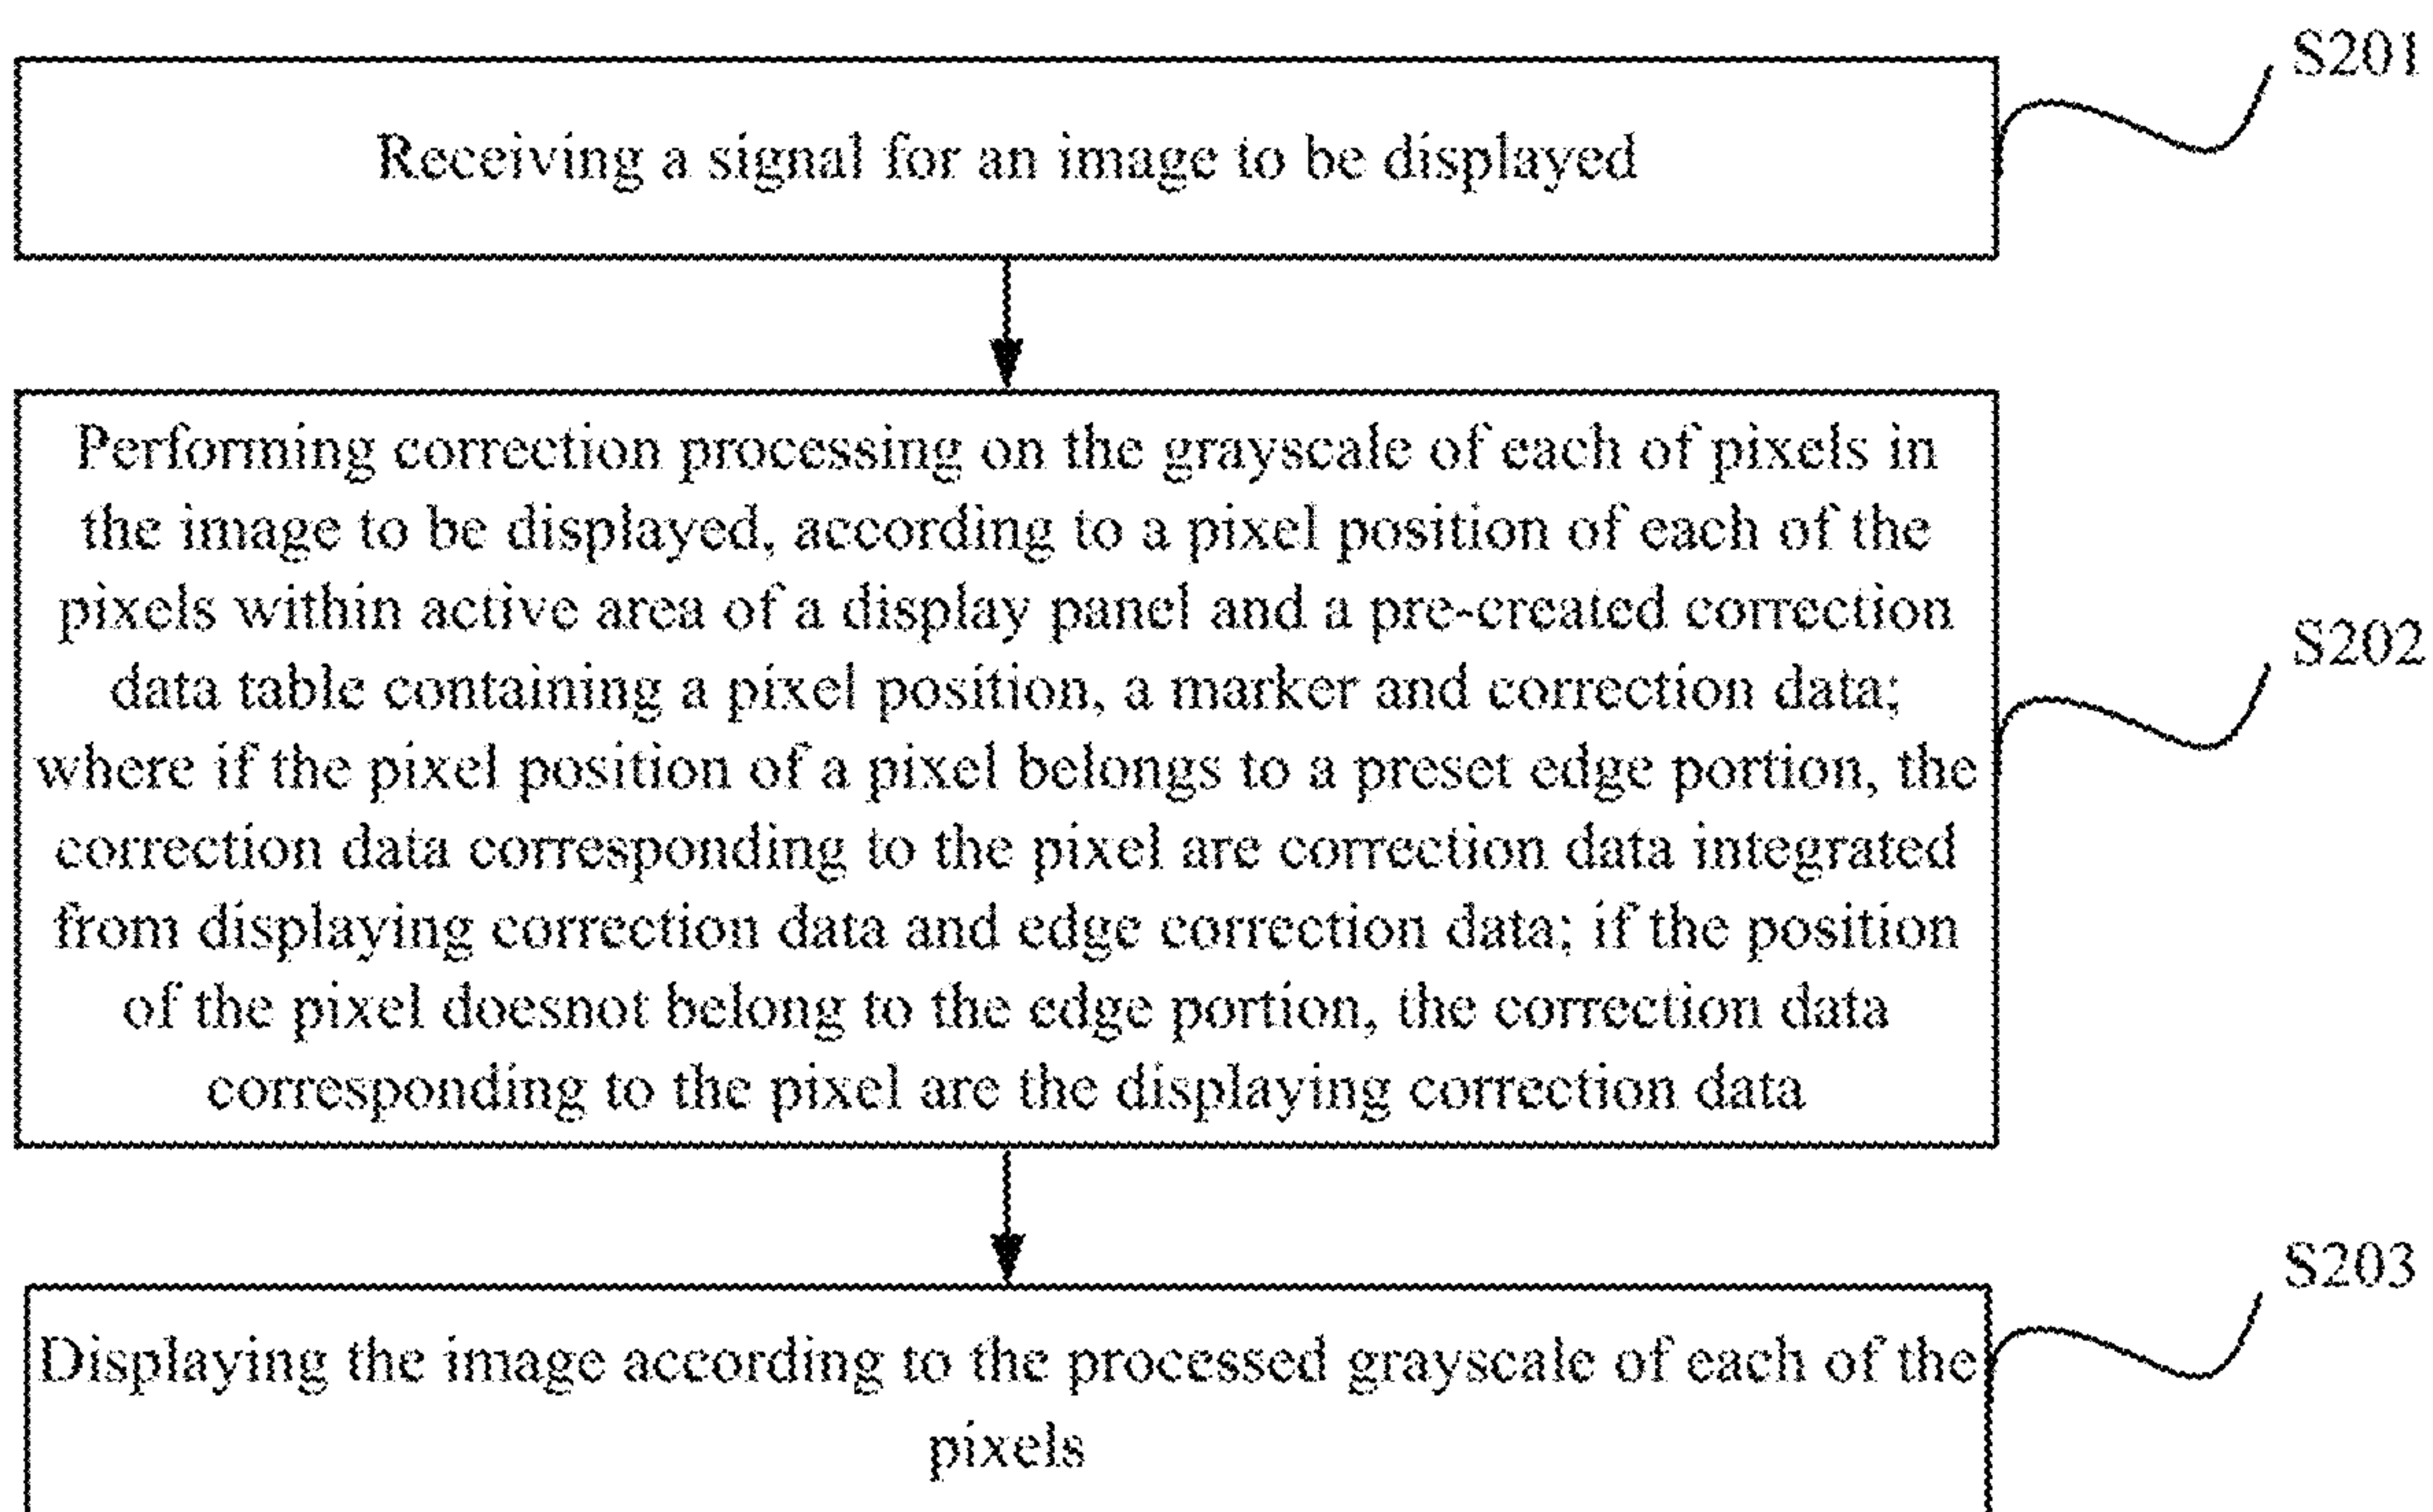 S201
Receiving a signal for an image to be displayed
Performing correction processing on the grayscale of each of pixels in
the image to be displayed, according to a pixel position of each of the
pixels within active area of a display panel and a pre-created correction
data table containing a pixel position, a marker and correction data;
where if the pixel position of a pixel belongs to a preset edge portion, the
correction data corresponding to the pixel are correction data integrated
from displaying correction data and edge correction data; if the position
of the pixel doesnot belong to the edge portion, the correction data
corresponding to the pixel are the displaying correction data
S202
S203
Displaying the image according to the processed grayscale of each of the
pixels